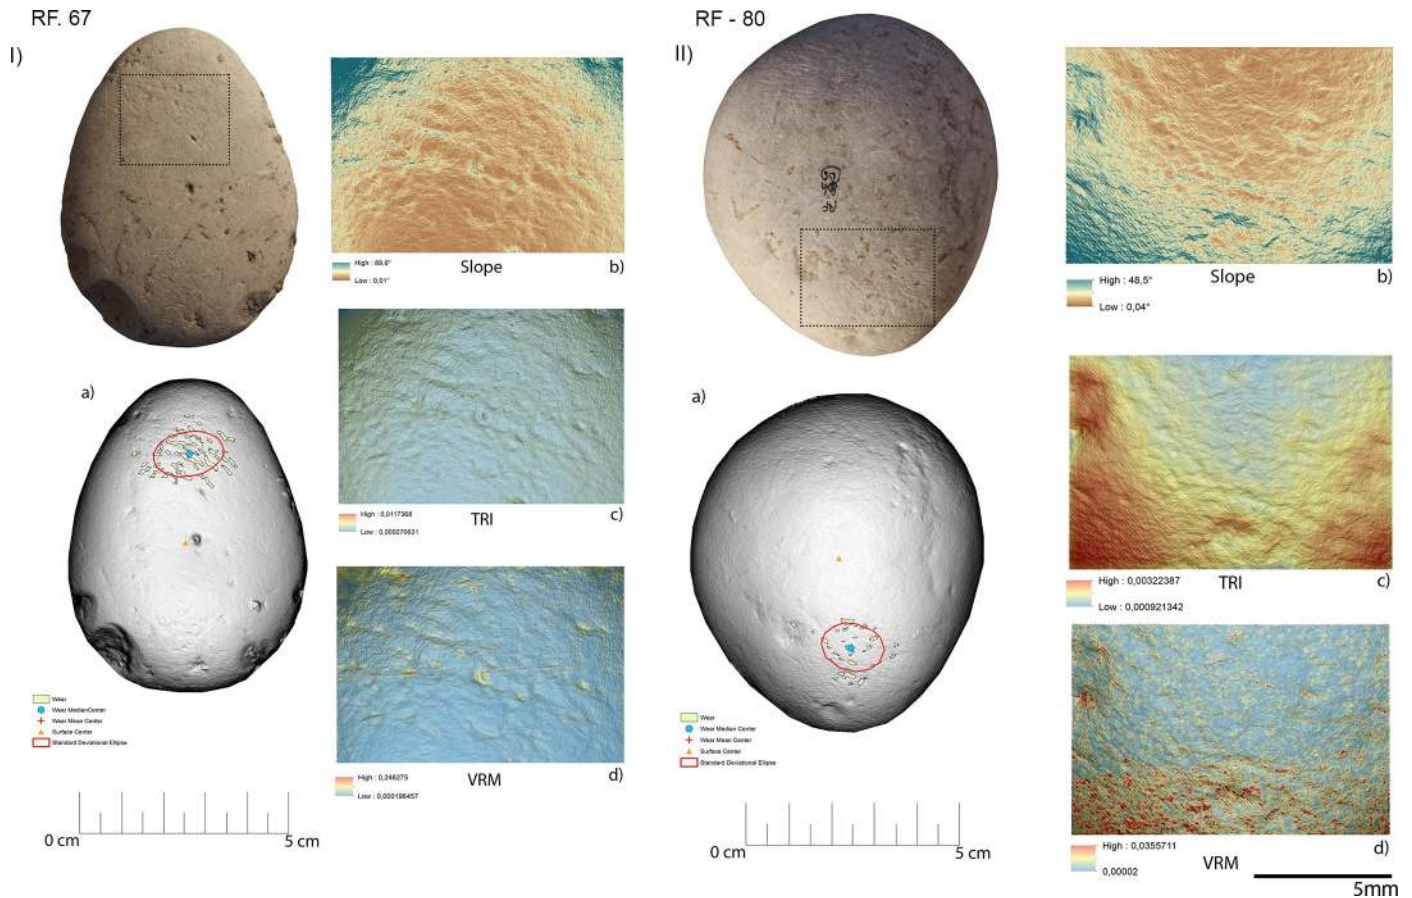 RF. 67
I)
High : 89,6°
Low : 0,01°
Slope
b)
High : 0,0117368
Low : 0,000270631
TRI
c)
a)
Wear
Wear MedianCenter
Wear Mean Center
Surface Center
Standard Deviational Ellipse
High : 0,246275
Low : 0,000196457
VRM
d)
0 cm
5 cm
RF - 80
II)
High : 48,5°
Low : 0,04°
Slope
b)
a)
High : 0,00322387
Low : 0,000921342
TRI
c)
Wear
Wear Median Center
Wear Mean Center
Surface Center
Standard Deviational Ellipse
High : 0,0355711
0,00002
VRM
d)
0 cm
5 cm
5mm